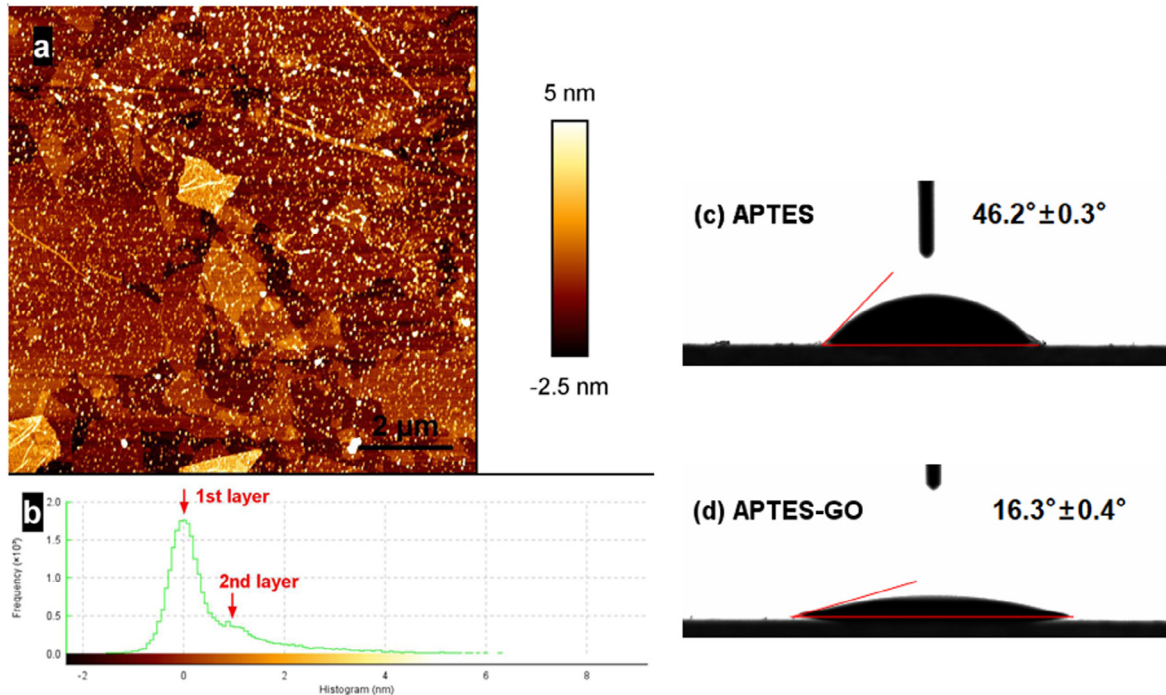 a
5 nm
-2.5 nm
2 μm
b
1st layer
2nd layer
Frequency (×10³)
2.0
1.5
1.0
0.5
0.0
-2
0
2
4
6
8
Histogram (nm)
(c) APTES
46.2°±0.3°
(d) APTES-GO
16.3°±0.4°